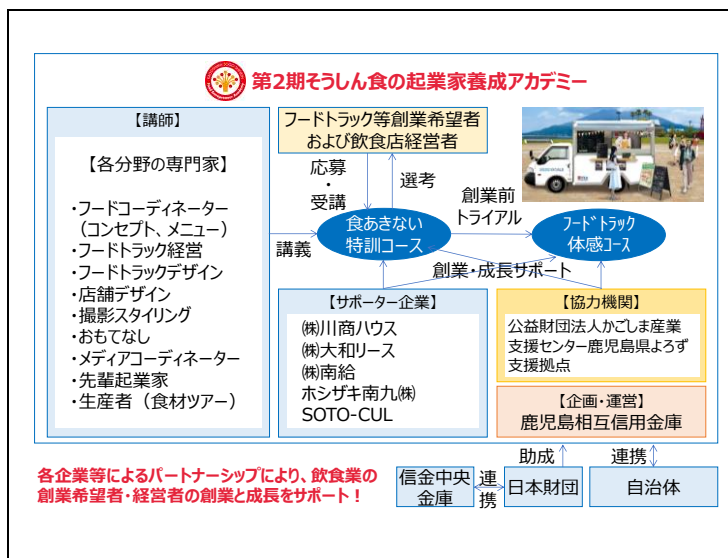 第2期そうしん食の起業家養成アカデミー
【講師】
【各分野の専門家】
・フードコーディネーター
（コンセプト、メニュー）
・フードトラック経営
・フードトラックデザイン
・店舗デザイン
・撮影スタイリング
・おもてなし
・メディアコーディネーター
・先輩起業家
・生産者（食材ツアー）
フードトラック等創業希望者
および飲食店経営者
応募
・
受講
選考
講義
食あきない
特訓コース
創業前
トライアル
フードトラック
体感コース
創業・成長サポート
【サポーター企業】
㈱川商ハウス
㈱大和リース
㈱南給
ホシザキ南九㈱
SOTO-CUL
【協力機関】
公益財団法人かごしま産業
支援センター鹿児島県よろず
支援拠点
【企画・運営】
鹿児島相互信用金庫
助成
連携
各企業等によるパートナーシップにより、飲食業の
創業希望者・経営者の創業と成長をサポート！
信金中央
金庫
連
携
日本財団
自治体